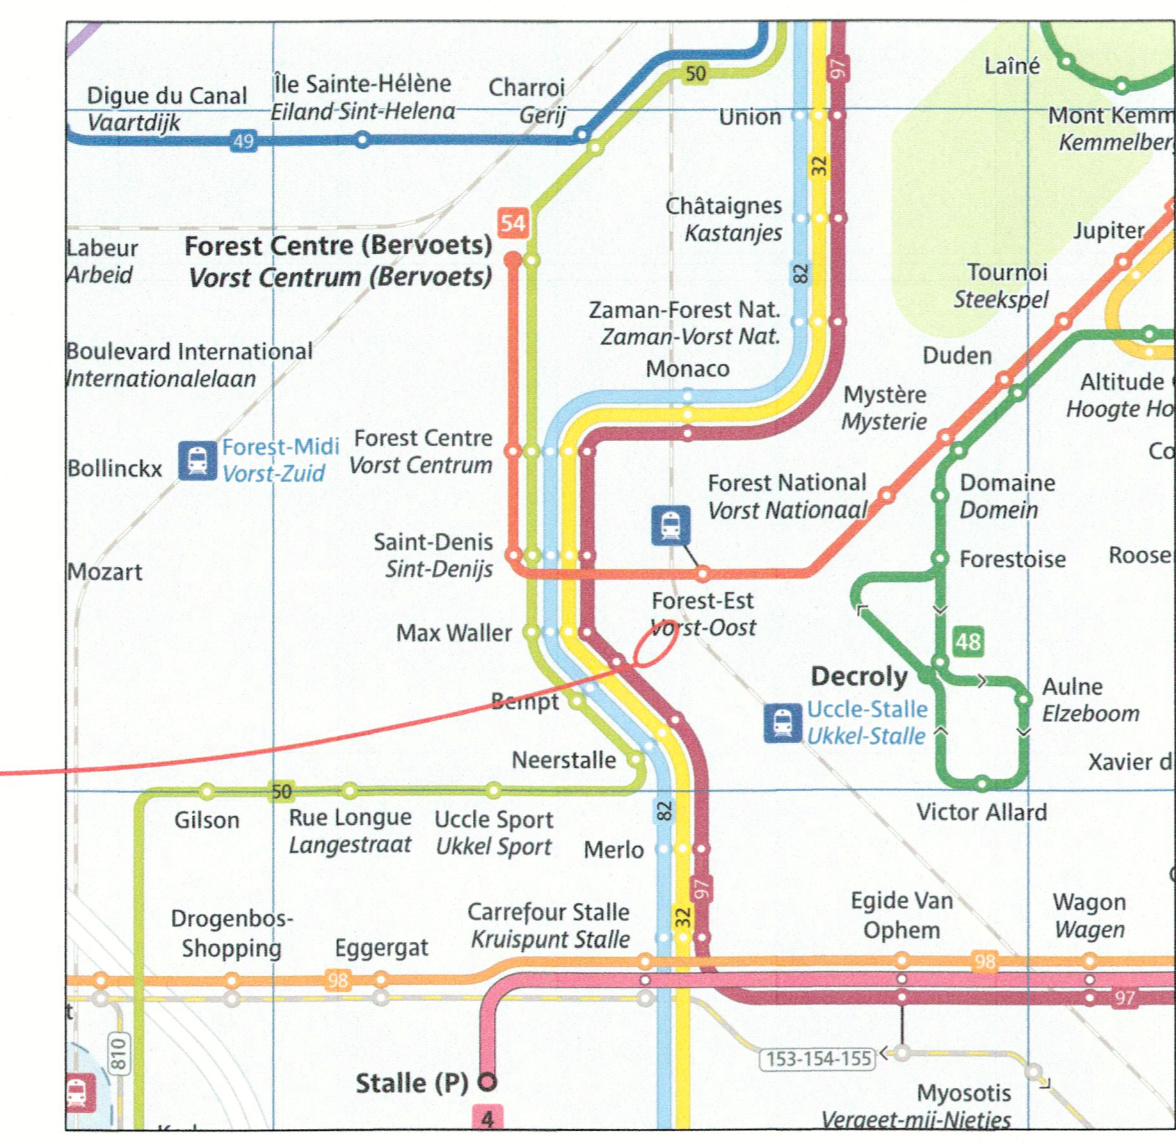 50
97
Laîné
Digue du Canal
Vaartdijk
Île Sainte-Hélène
Eiland Sint-Helena
Charroi
Gerij
49
Union
Mont Kemm
Kemmelber
32
Châtaignes
Kastanjes
54
Jupiter
Labeur
Arbeid
Forest Centre (Bervoets)
Vorst Centrum (Bervoets)
82
Tournoi
Steekspel
Zaman-Forest Nat.
Zaman-Vorst Nat.
Boulevard International
Internationalelaan
Monaco
Duden
Altitude
Hoogte Ho
Mystère
Mysterie
Forest-Midi
Vorst-Zuid
Forest Centre
Vorst Centrum
Co
Bollinckx
Forest National
Vorst Nationaal
Domaine
Domein
Saint-Denis
Sint-Denijs
Forestoise
Roose
Mozart
Forest-Est
Vorst-Oost
Max Waller
48
Decroly
Aulne
Elzeboom
Bempt
Uccle-Stalle
Ukkel-Stalle
Neerstalle
Xavier d
50
82
Victor Allard
Gilson
Rue Longue
Langestraat
Uccle Sport
Ukkel Sport
Merlo
97
Drogenbos-
Shopping
Eggergat
Carrefour Stalle
Kruispunt Stalle
32
Egide Van
Ophem
Wagon
Wagen
98
98
97
t
810
153-154-155
Stalle (P)
4
Myosotis
Vergeet-mij-Nietjes